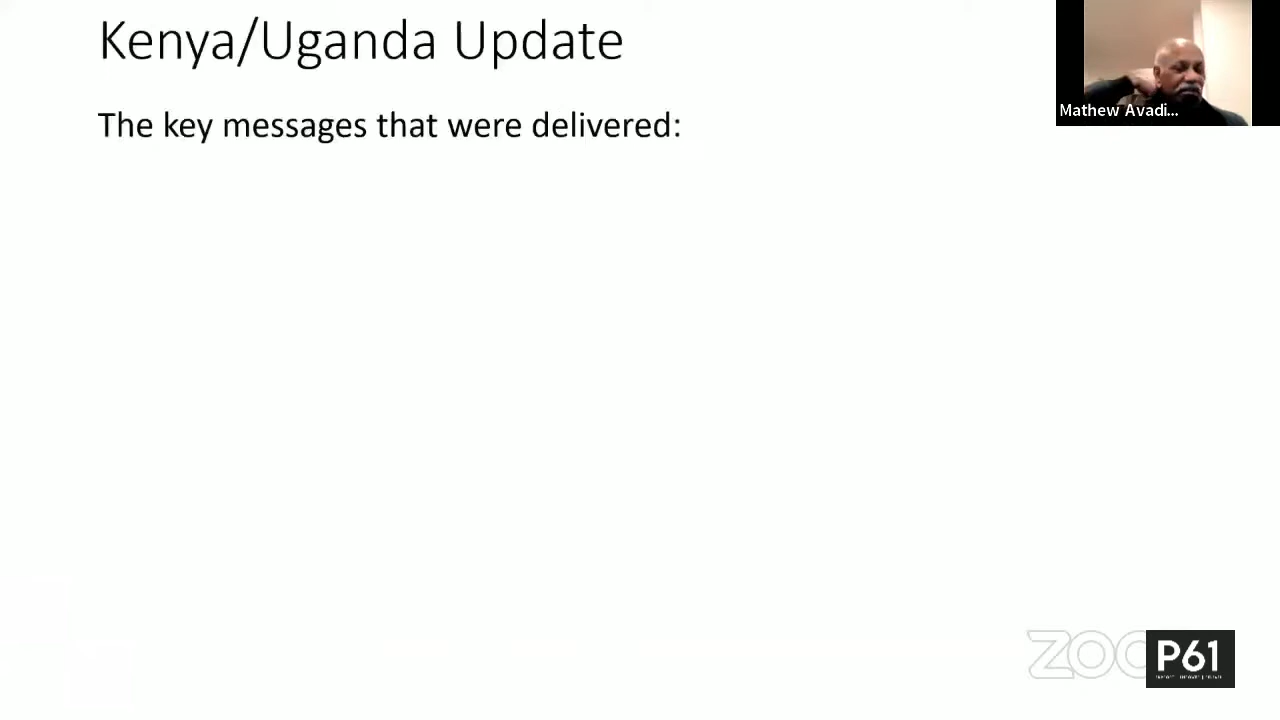 Kenya/Uganda Update
The key messages that were delivered:
Mathew Avadi...
P61